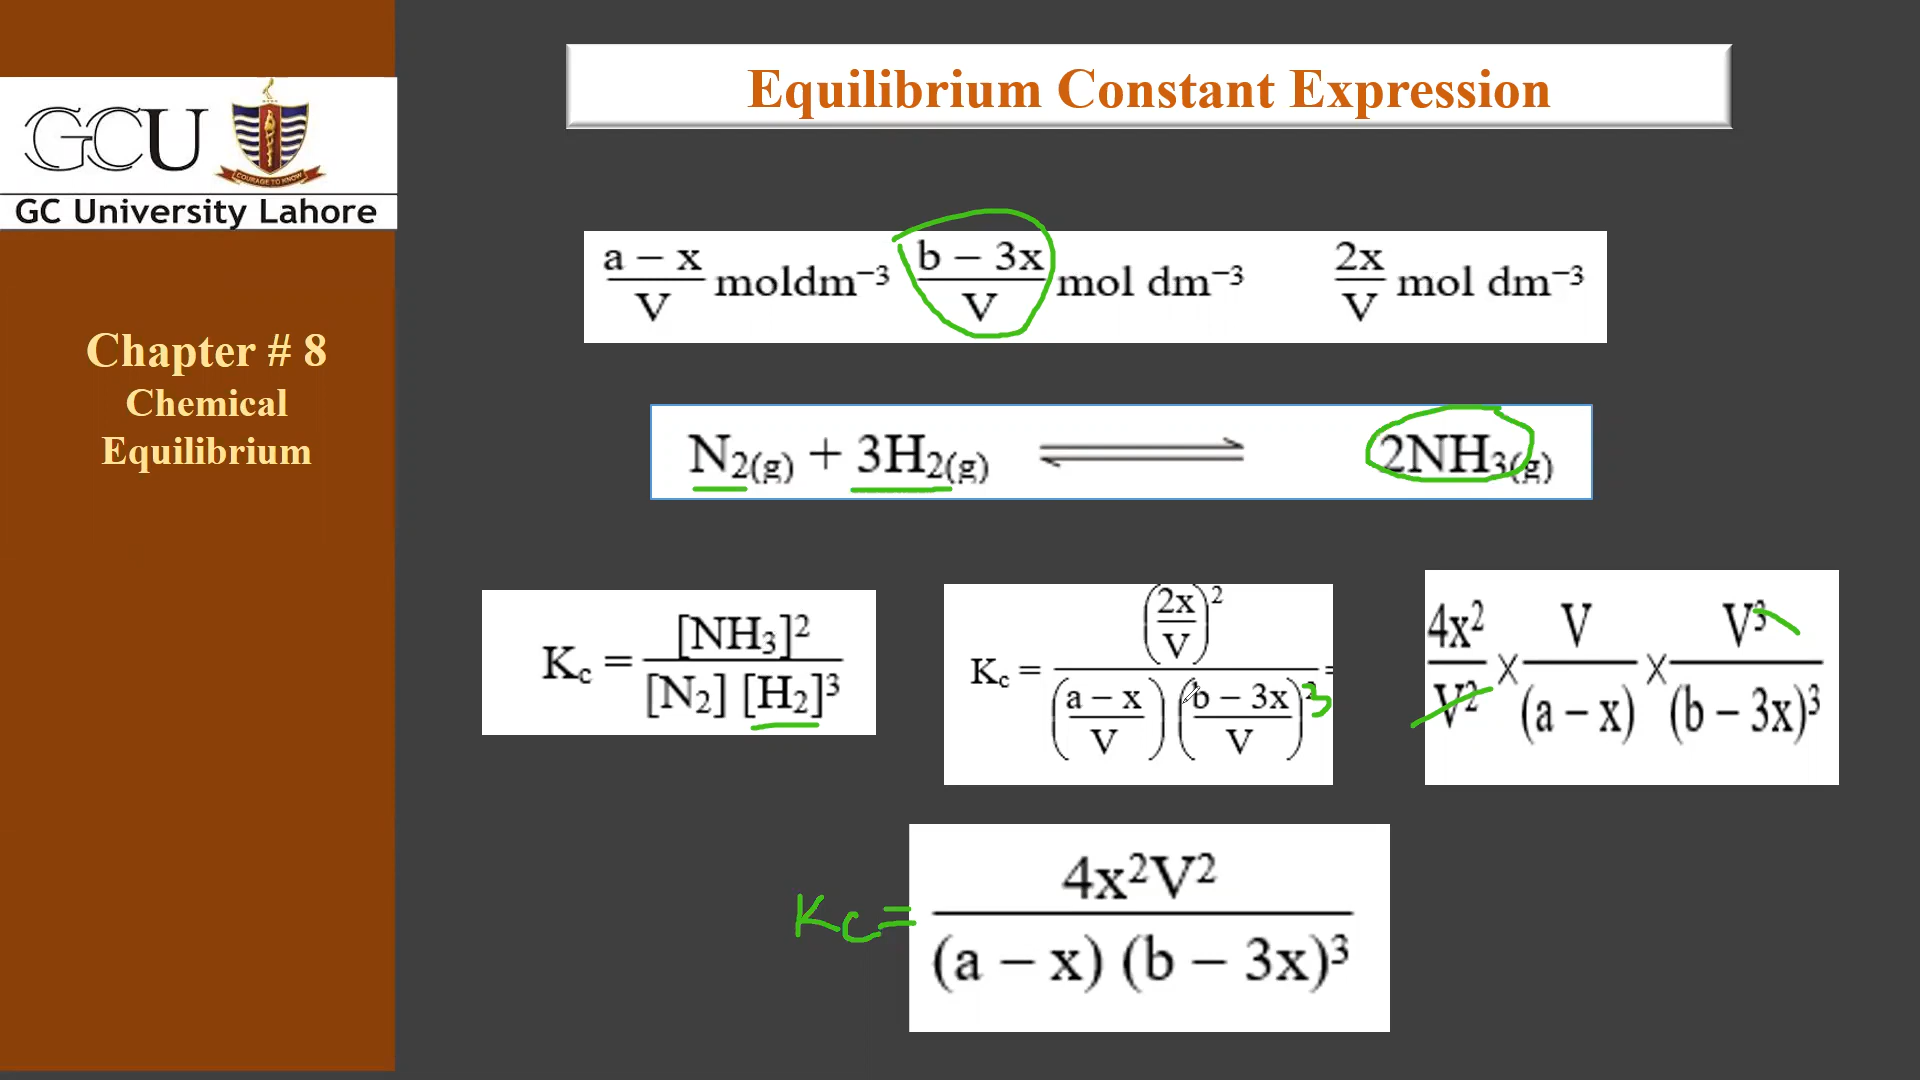 GCU
COURAGE TO KNOW
GC University Lahore
Chapter # 8
Chemical
Equilibrium
Equilibrium Constant Expression
a − x / V moldm⁻³ b − 3x / V mol dm⁻³ 2x / V mol dm⁻³
N₂(g) + 3H₂(g) ⇌ 2NH₃(g)
Kc = [NH₃]² / [N₂] [H₂]³
Kc = (2x / V)² / (a − x / V) (b − 3x / V)³ =
4x² / V² × V / (a − x) × V³ / (b − 3x)³
Kc = 4x²V² / (a − x) (b − 3x)³